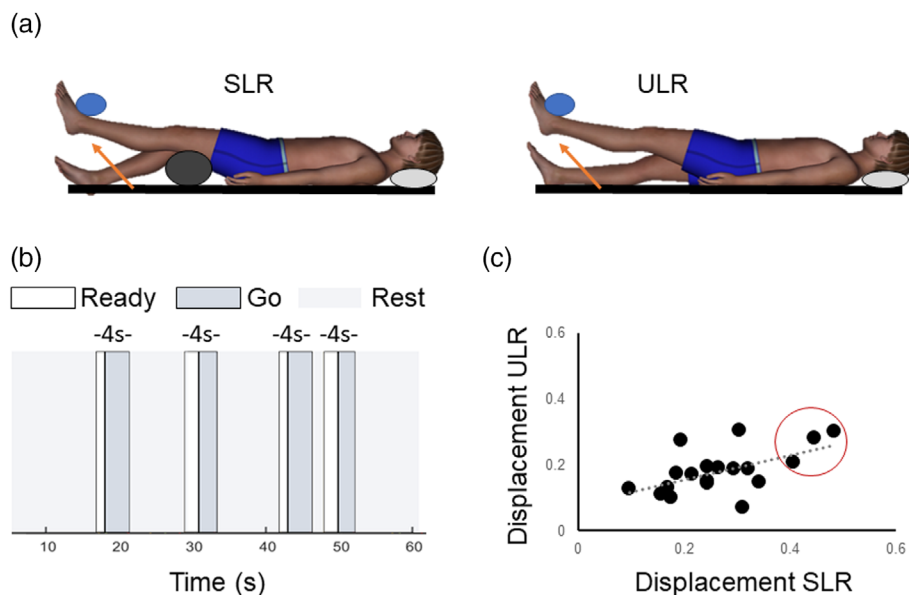 (a)
SLR
ULR
(b)
Ready Go Rest
-4s- -4s- -4s- -4s-
10 20 30 40 50 60
Time (s)
(c)
Displacement ULR
0.6
0.4
0.2
0
0 0.2 0.4 0.6
Displacement SLR